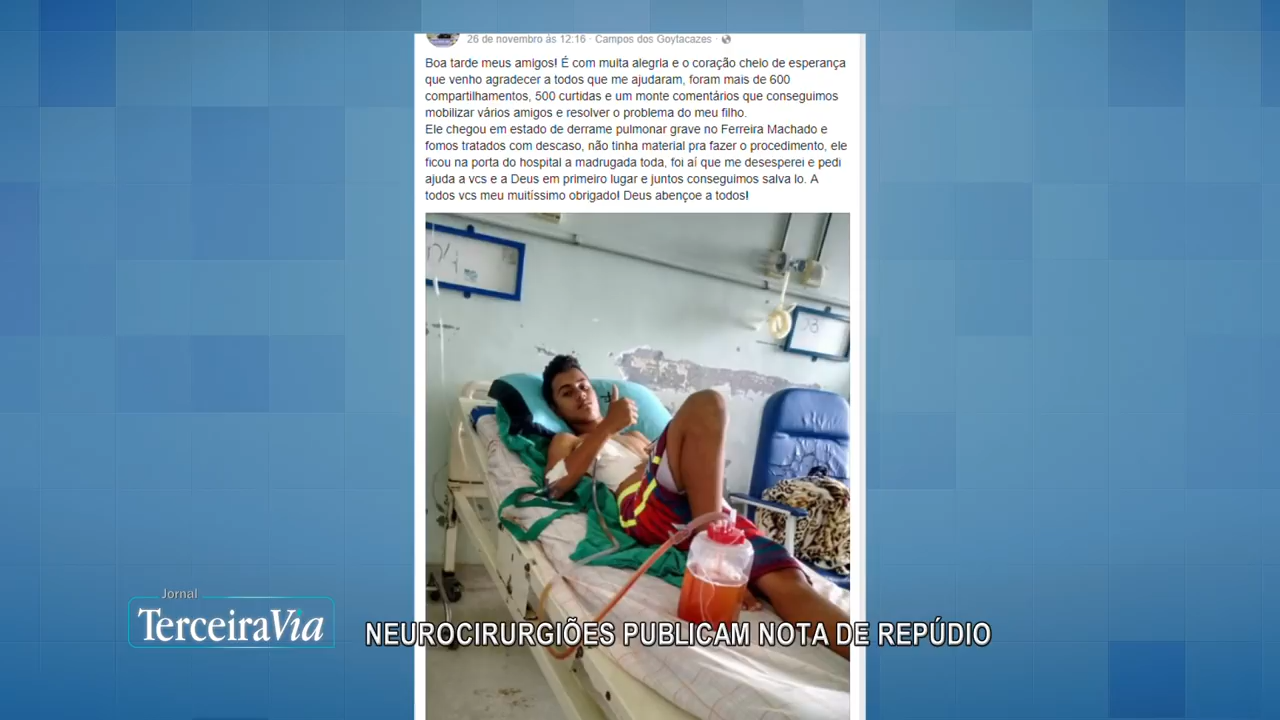 26 de novembro às 12:16 · Campos dos Goytacazes ·
Boa tarde meus amigos! É com muita alegria e o coração cheio de esperança
que venho agradecer a todos que me ajudaram, foram mais de 600
compartilhamentos, 500 curtidas e um monte comentários que conseguimos
mobilizar vários amigos e resolver o problema do meu filho.
Ele chegou em estado de derrame pulmonar grave no Ferreira Machado e
fomos tratados com descaso, não tinha material pra fazer o procedimento, ele
ficou na porta do hospital a madrugada toda, foi aí que me desesperei e pedi
ajuda a vcs e a Deus em primeiro lugar e juntos conseguimos salva lo. A
todos vcs meu muitíssimo obrigado! Deus abençoe a todos!
Jornal
TerceiraVia
NEUROCIRURGIÕES PUBLICAM NOTA DE REPÚDIO